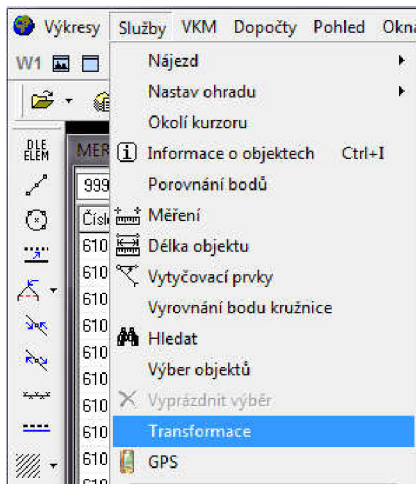 Výkresy Služby VKM Dopočty Pohled Okna
W1
Nájezd
Nastav ohradu
Okolí kurzoru
DLE ELEM
MER
Informace o objektech Ctrl+I
999
Porovnání bodů
Čísl
Měření
610
Délka objektu
610
Vytyčovací prvky
610
Vyrovnání bodu kružnice
610
Hledat
610
Výběr objektů
610
Vyprázdnit výběr
610
Transformace
610
GPS
610